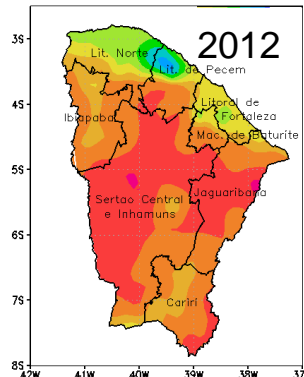 2012
3S
Lit. Norte
Lit. de Pecem
4S
Litoral de
Fortaleza
Ibiapaba
Mac. de Baturite
5S
Jaguaribana
Sertao Central
e Inhamuns
6S
7S
Cariri
8S
42W 41W 40W 39W 38W 37W